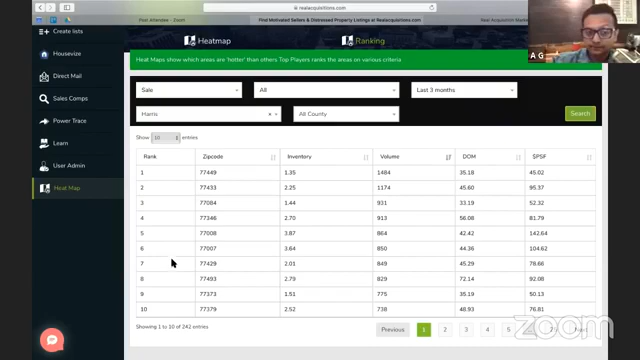 realacquisitions.com
Past Attendee - Zoom
Find Motivated Sellers & Distressed Property Listings at Realacquisitions.com
Real Acquisition Market
Create lists
Housevize
Direct Mail
Sales Comps
Power Trace
Learn
User Admin
Heat Map
Heatmap
Ranking
Heat Maps show which areas are 'hotter' than others Top Players ranks the areas on various criteria
Sale
All
Last 3 months
Harris ×
All County
Search
Show 10 entries
Rank Zipcode Inventory Volume DOM $PSF
1 77449 1.35 1484 35.18 45.02
2 77433 2.25 1174 45.60 95.37
3 77084 1.44 931 33.19 52.32
4 77346 2.70 913 56.08 81.79
5 77008 3.87 864 42.42 142.64
6 77007 3.64 850 44.36 104.62
7 77429 2.01 849 45.29 78.66
8 77493 2.79 829 72.14 92.08
9 77373 1.51 775 35.19 50.13
10 77379 2.52 738 48.93 76.81
Showing 1 to 10 of 242 entries
Previous 1 2 3 4 5
zoom
A G